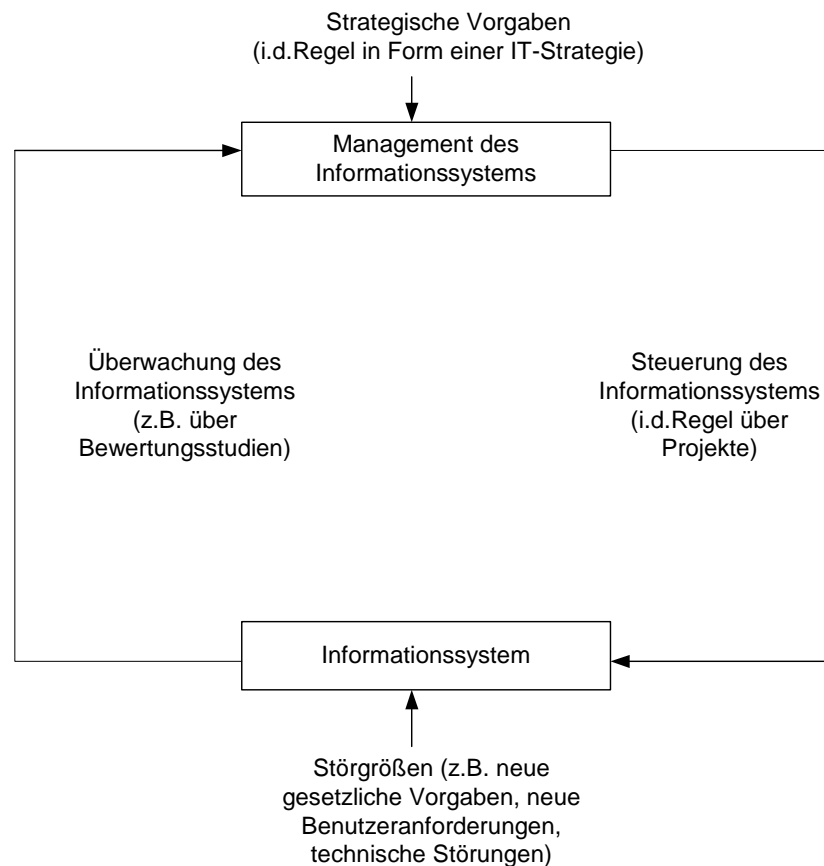 Strategische Vorgaben
(i.d.Regel in Form einer IT-Strategie)
Management des
Informationssystems
Überwachung des
Informationssystems
(z.B. über
Bewertungsstudien)
Steuerung des
Informationssystems
(i.d.Regel über
Projekte)
Informationssystem
Störgrößen (z.B. neue
gesetzliche Vorgaben, neue
Benutzeranforderungen,
technische Störungen)